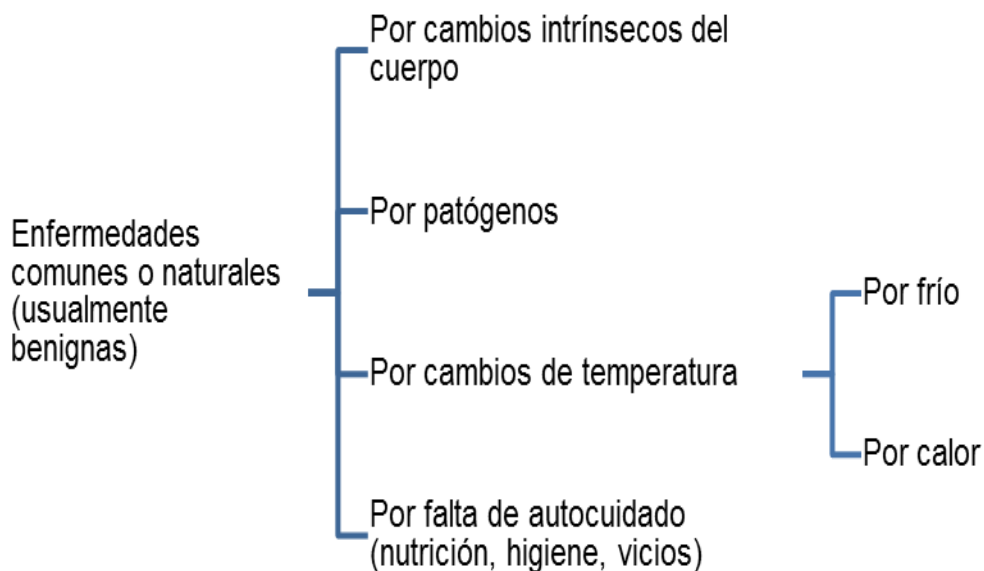 Por cambios intrínsecos del
cuerpo
Por patógenos
Enfermedades
comunes o naturales
(usualmente
benignas)
Por frío
Por cambios de temperatura
Por calor
Por falta de autocuidado
(nutrición, higiene, vicios)